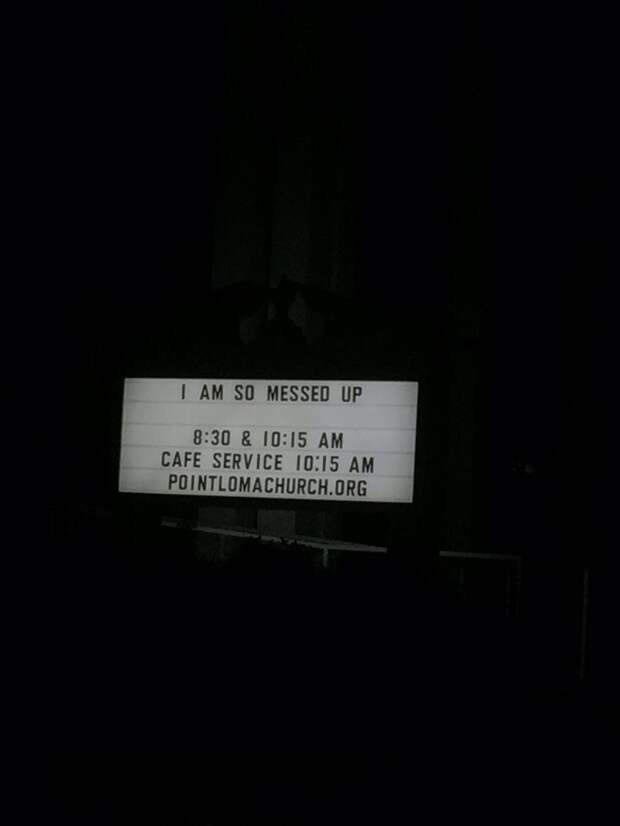 I AM SO MESSED UP
8:30 & 10:15 AM
CAFE SERVICE 10:15 AM
POINTLOMACHURCH.ORG